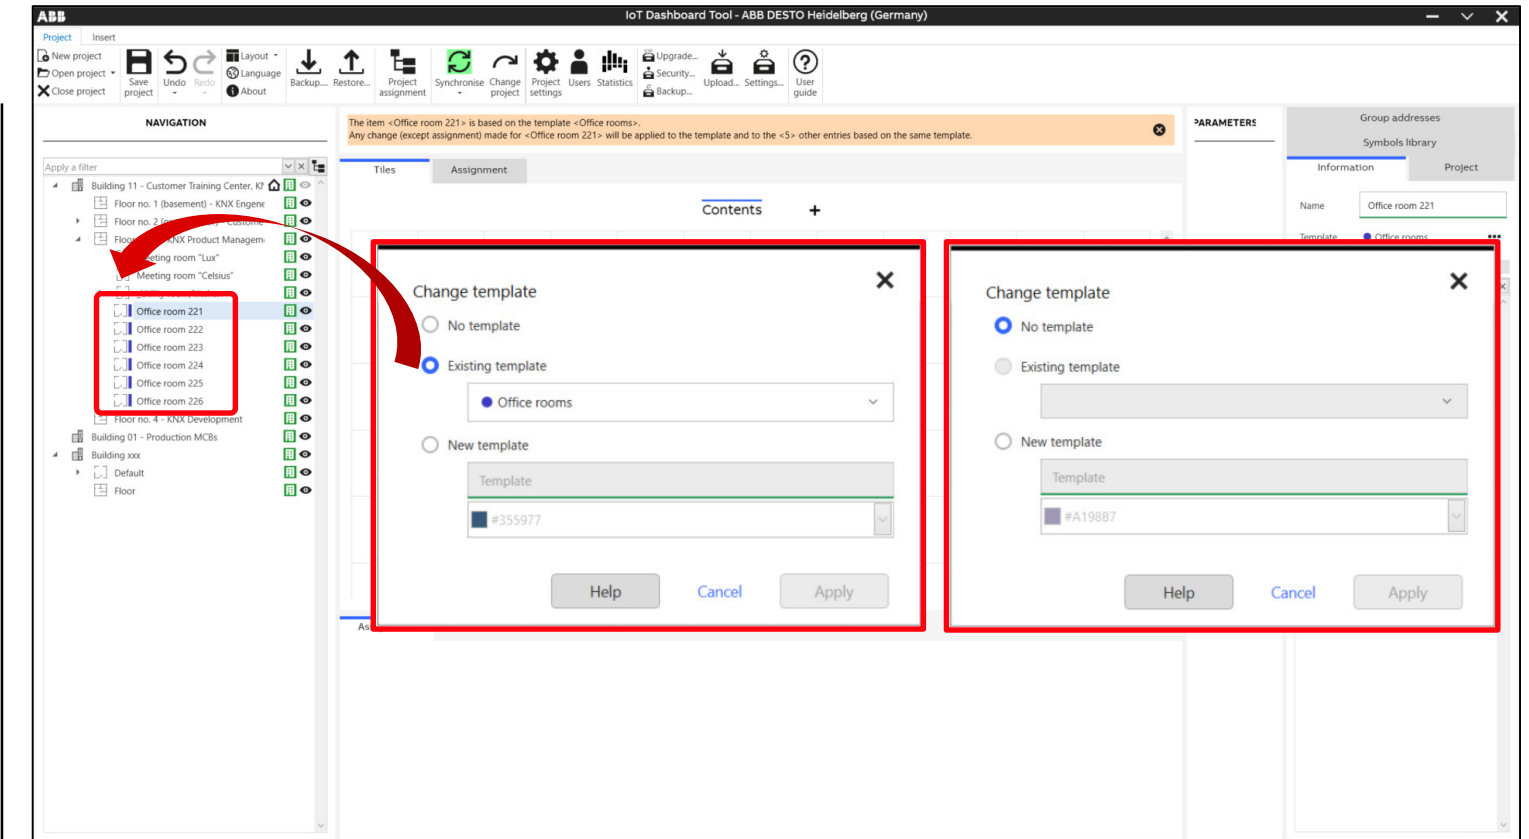 ABB
IoT Dashboard Tool - ABB DESTO Heidelberg (Germany)
Project Insert
New project
Open project
Close project
Save project
Undo
Redo
Layout
Language
About
Backup...
Restore...
Project assignment
Synchronise
Change project
Project settings
Users
Statistics
Upgrade...
Security...
Backup...
Upload...
Settings...
User guide
NAVIGATION
Apply a filter
Building 11 - Customer Training Center, KN
Floor no. 1 (basement) - KNX Engene
Floor no. 2 - Custome
Floor KNX Product Managem
Meeting room "Lux"
Meeting room "Celsius"
Office room 221
Office room 222
Office room 223
Office room 224
Office room 225
Office room 226
Floor no. 4 - KNX Development
Building 01 - Production MCBs
Building xxx
Default
Floor
The item <Office room 221> is based on the template <Office rooms>.
Any change (except assignment) made for <Office room 221> will be applied to the template and to the <5> other entries based on the same template.
Tiles Assignment
Contents +
Change template
No template
Existing template
Office rooms
New template
Template
#355977
Help Cancel Apply
Change template
No template
Existing template
New template
Template
#A198B7
Help Cancel Apply
As
PARAMETERS
Group addresses
Symbols library
Information Project
Name Office room 221
Template Office rooms